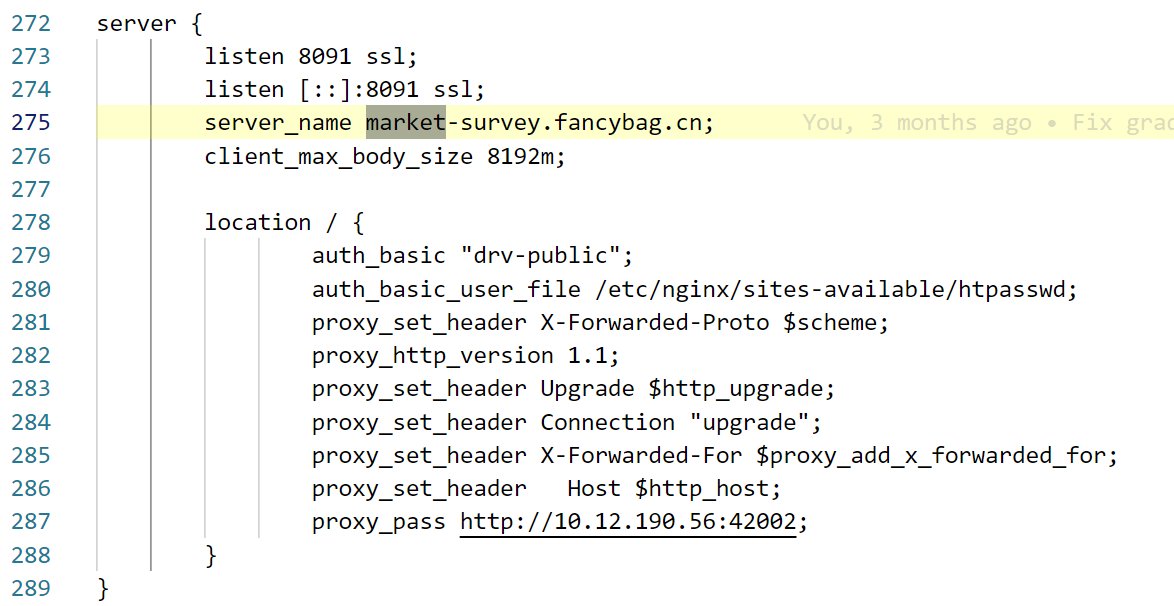 272 server {
273 listen 8091 ssl;
274 listen [::]:8091 ssl;
275 server_name market-survey.fancybag.cn; You, 3 months ago • Fix
276 client_max_body_size 8192m;
277
278 location / {
279 auth_basic "drv-public";
280 auth_basic_user_file /etc/nginx/sites-available/htpasswd;
281 proxy_set_header X-Forwarded-Proto $scheme;
282 proxy_http_version 1.1;
283 proxy_set_header Upgrade $http_upgrade;
284 proxy_set_header Connection "upgrade";
285 proxy_set_header X-Forwarded-For $proxy_add_x_forwarded_for;
286 proxy_set_header   Host $http_host;
287 proxy_pass http://10.12.190.56:42002;
288 }
289 }